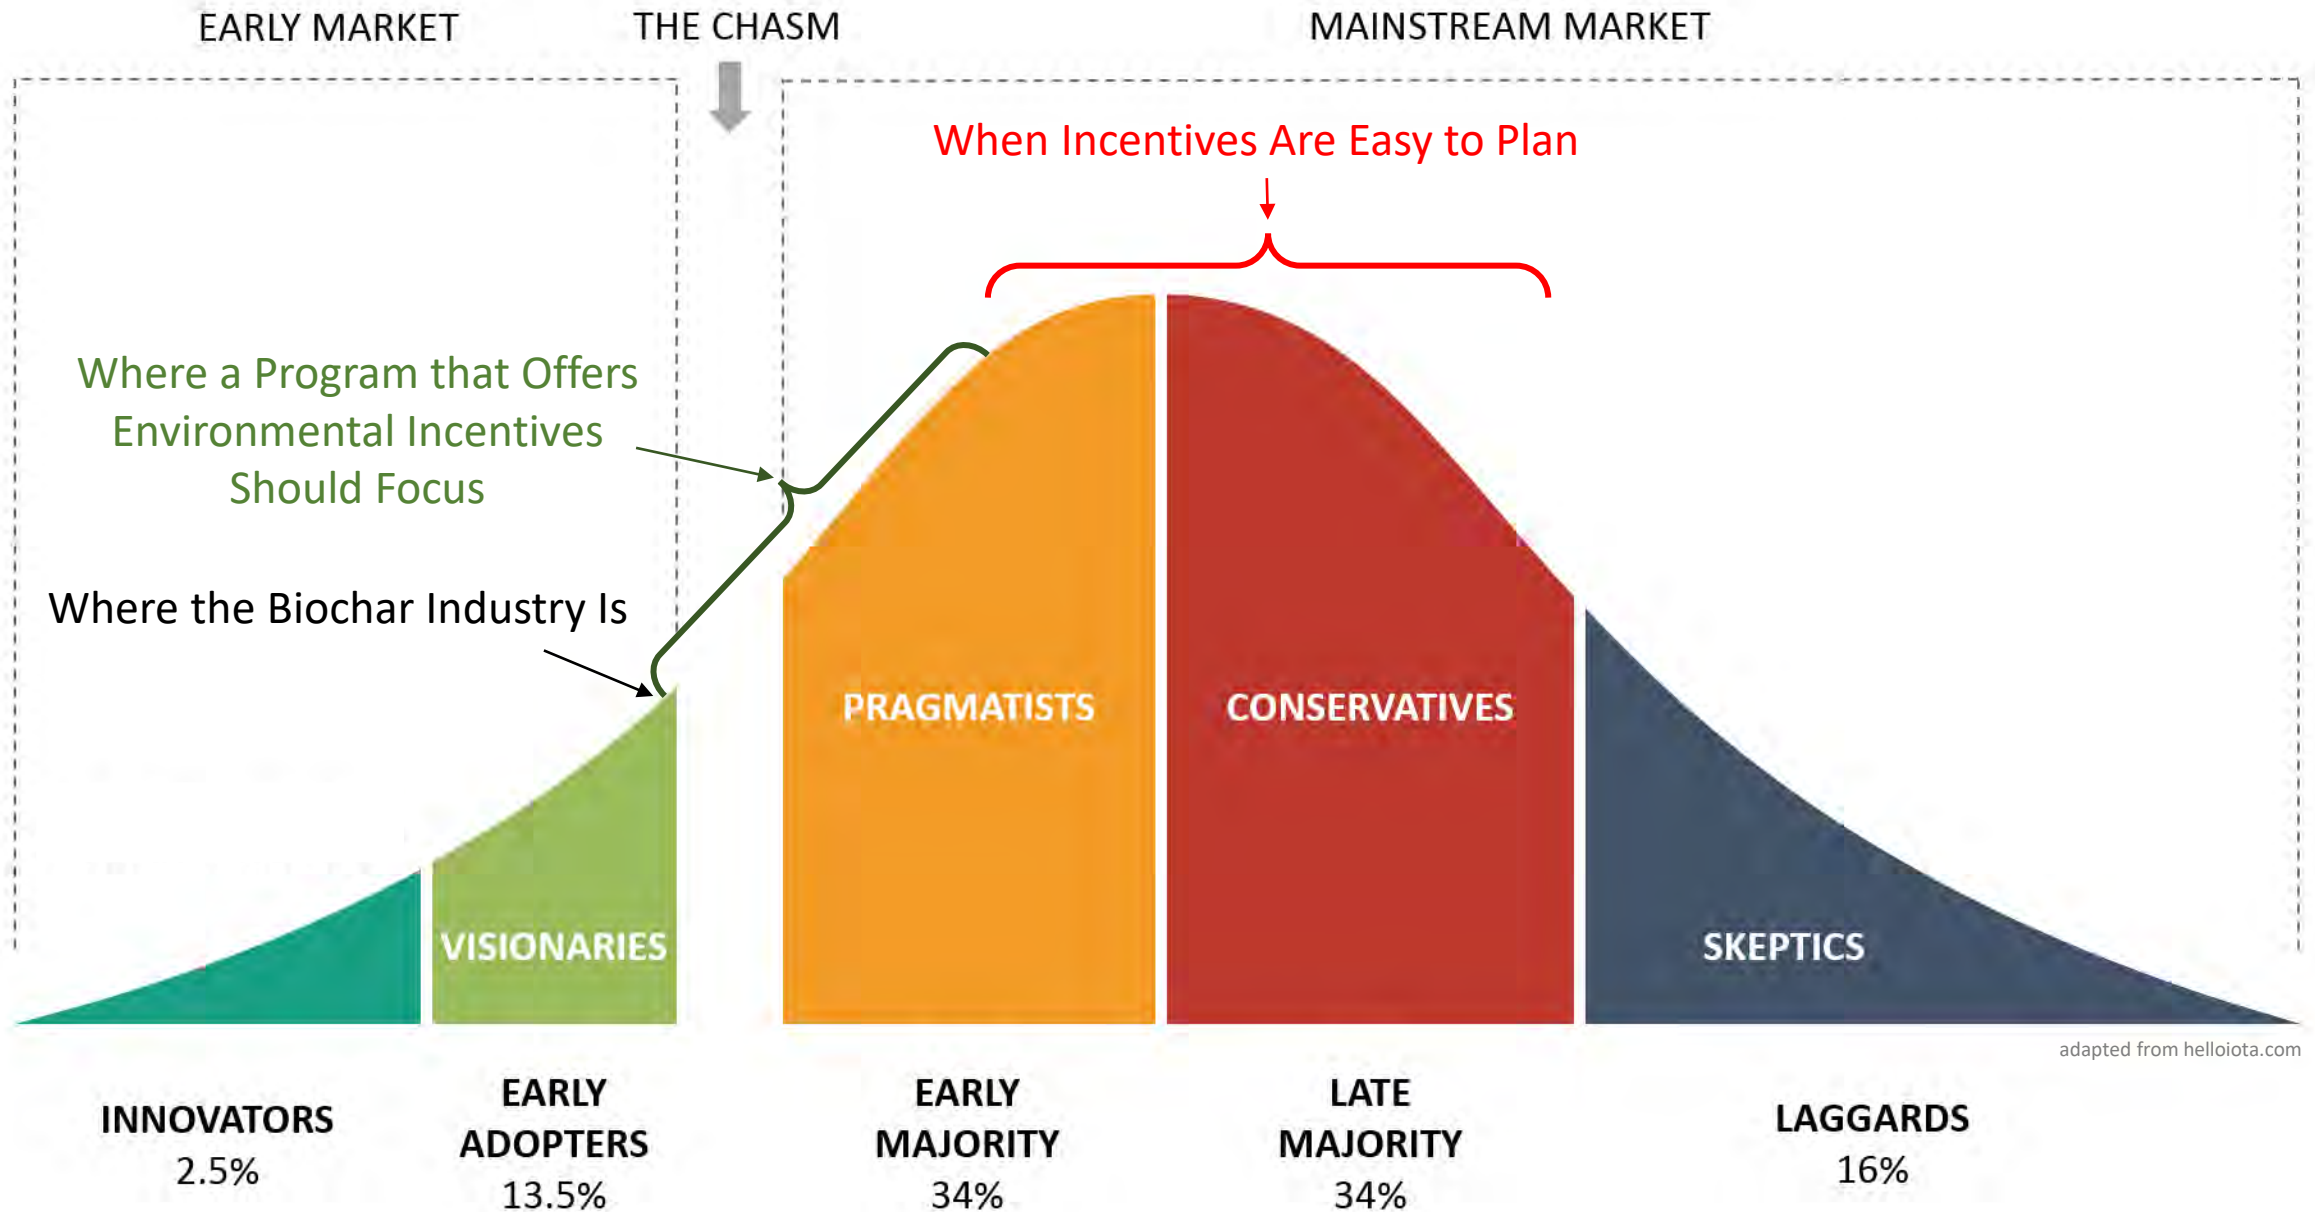 EARLY MARKET
THE CHASM
MAINSTREAM MARKET
When Incentives Are Easy to Plan
Where a Program that Offers
Environmental Incentives
Should Focus
Where the Biochar Industry Is
PRAGMATISTS
CONSERVATIVES
VISIONARIES
SKEPTICS
adapted from helloiota.com
INNOVATORS
2.5%
EARLY
ADOPTERS
13.5%
EARLY
MAJORITY
34%
LATE
MAJORITY
34%
LAGGARDS
16%